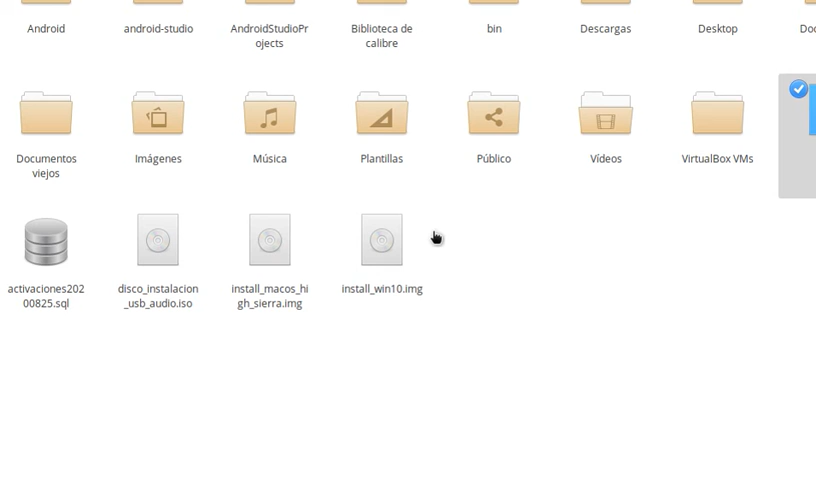 Android
android-studio
AndroidStudioPr
ojects
Biblioteca de
calibre
bin
Descargas
Desktop
Documentos
viejos
Imágenes
Música
Plantillas
Público
Vídeos
VirtualBox VMs
activaciones202
00825.sql
disco_instalacion
_usb_audio.iso
install_macos_hi
gh_sierra.img
install_win10.img